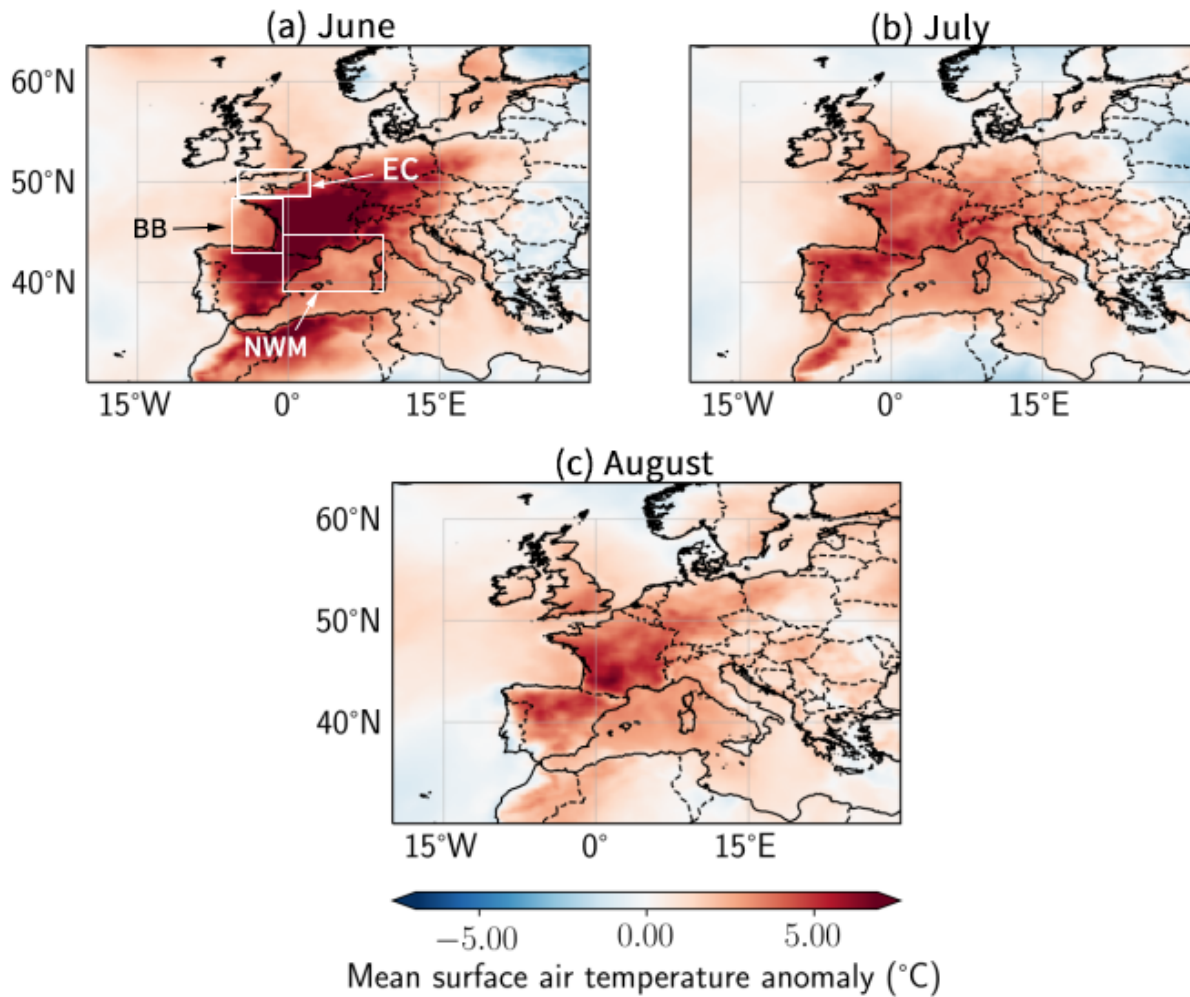 (a) June
(b) July
60°N
50°N
40°N
EC
BB
NWM
15°W 0° 15°E
15°W 0° 15°E
(c) August
60°N
50°N
40°N
15°W 0° 15°E
−5.00 0.00 5.00
Mean surface air temperature anomaly (°C)